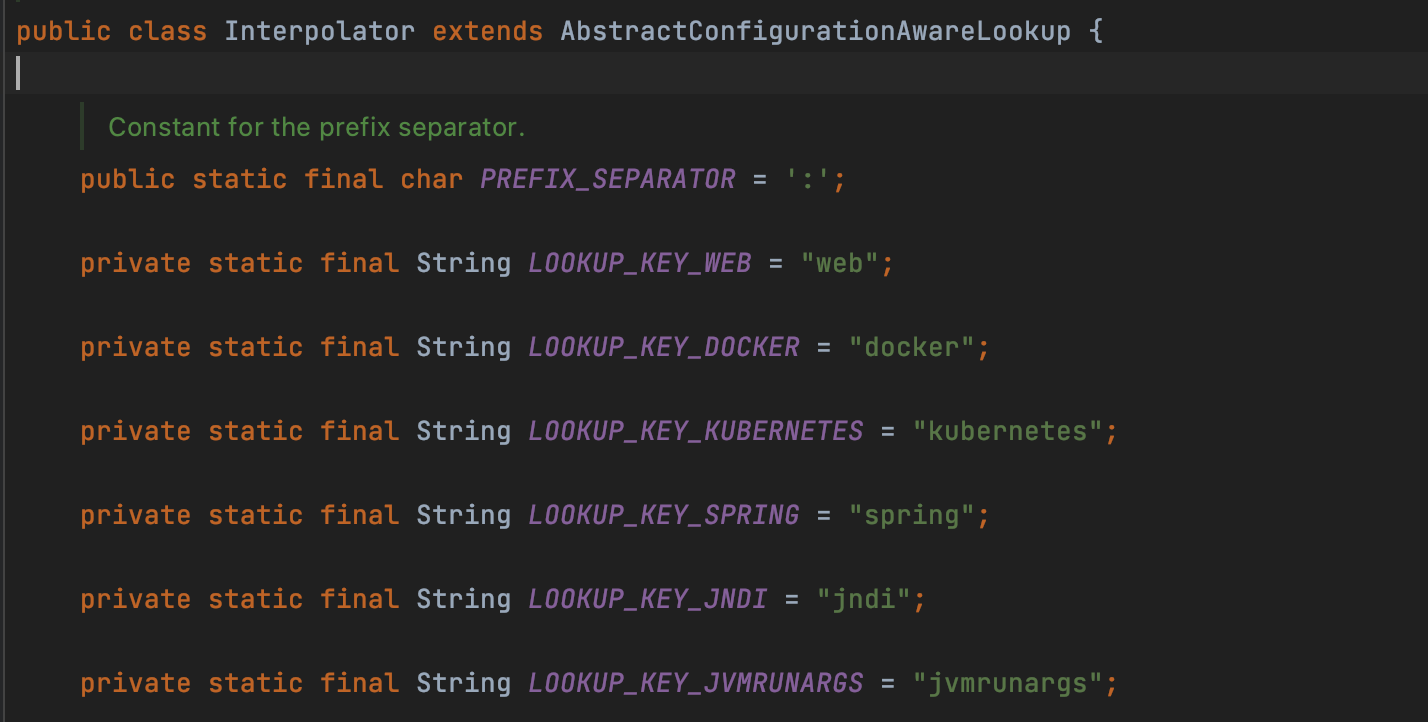 public class Interpolator extends AbstractConfigurationAwareLookup {
Constant for the prefix separator.
public static final char PREFIX_SEPARATOR = ':';
private static final String LOOKUP_KEY_WEB = "web";
private static final String LOOKUP_KEY_DOCKER = "docker";
private static final String LOOKUP_KEY_KUBERNETES = "kubernetes";
private static final String LOOKUP_KEY_SPRING = "spring";
private static final String LOOKUP_KEY_JNDI = "jndi";
private static final String LOOKUP_KEY_JVMRUNARGS = "jvmrunargs";